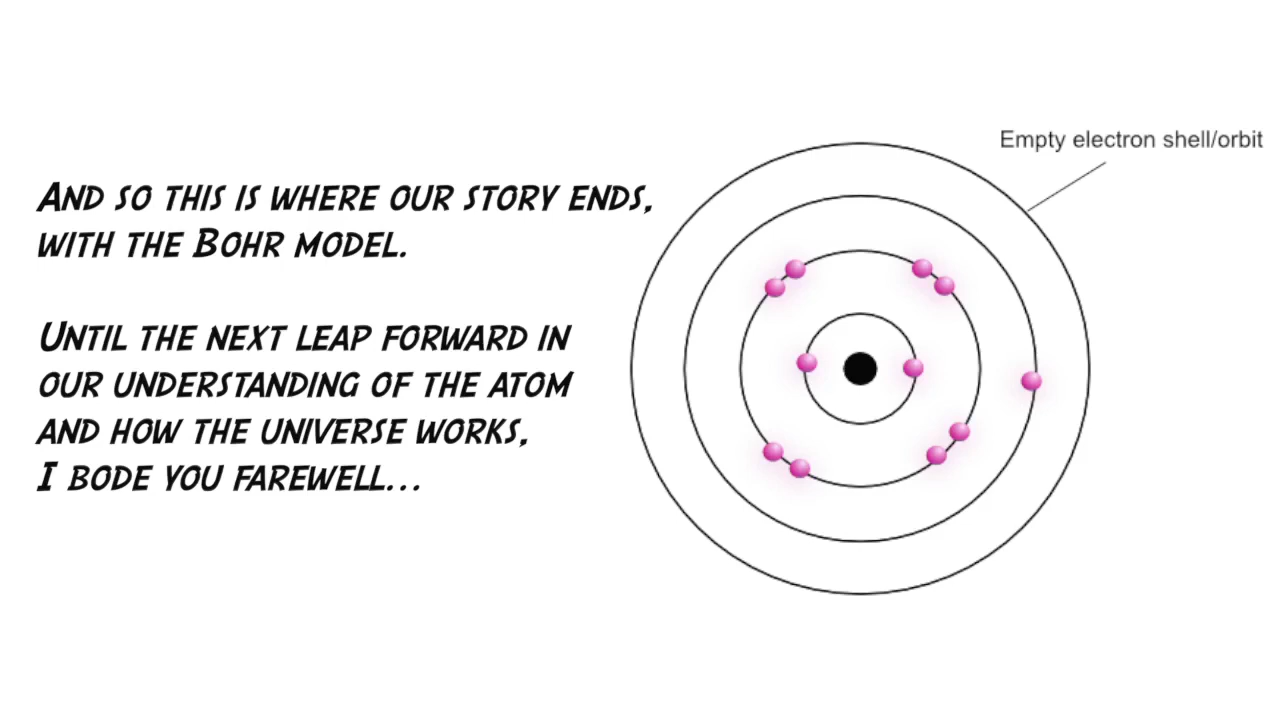 And so this is where our story ends,
with the Bohr model.
Until the next leap forward in
our understanding of the atom
and how the universe works,
I bode you farewell...
Empty electron shell/orbit